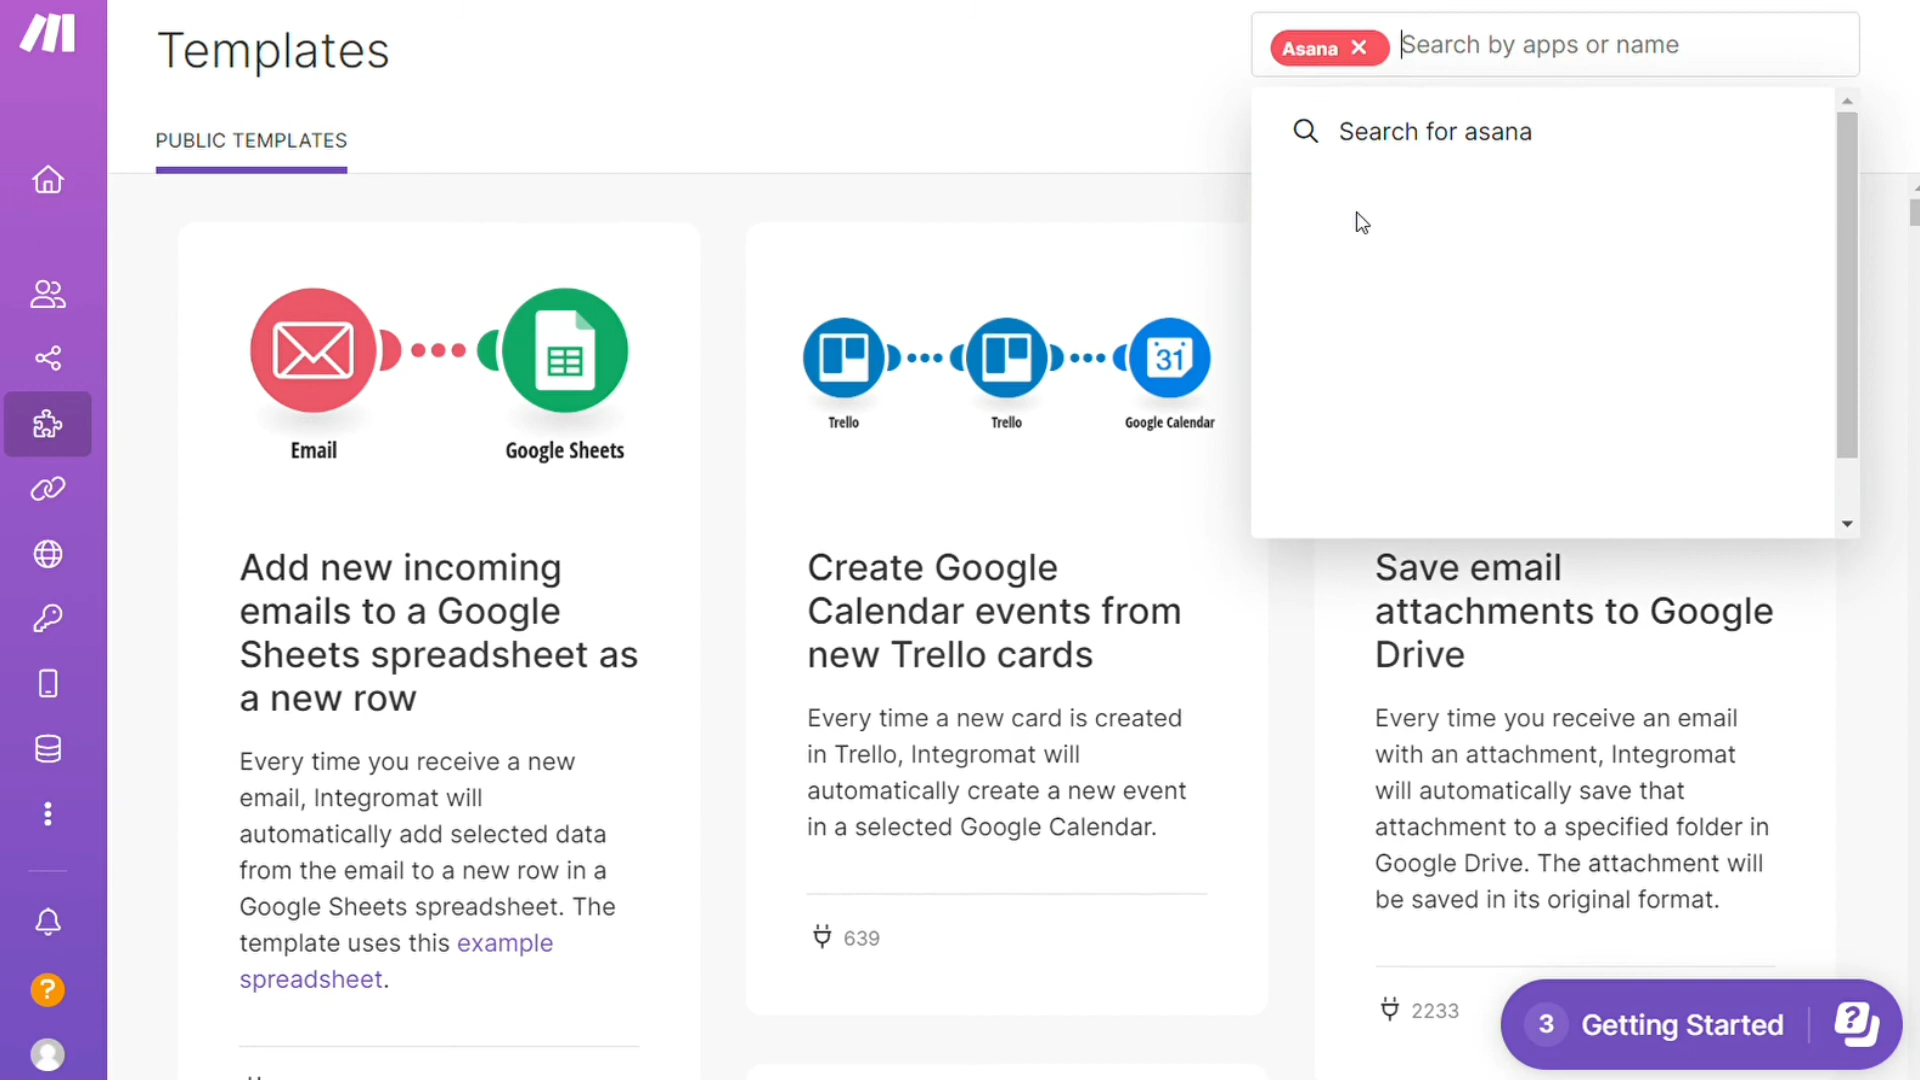 Templates
Asana
Search by apps or name
PUBLIC TEMPLATES
Search for asana
Email
Google Sheets
Add new incoming
emails to a Google
Sheets spreadsheet as
a new row
Every time you receive a new
email, Integromat will
automatically add selected data
from the email to a new row in a
Google Sheets spreadsheet. The
template uses this example
spreadsheet.
Trello
Trello
31
Google Calendar
Create Google
Calendar events from
new Trello cards
Every time a new card is created
in Trello, Integromat will
automatically create a new event
in a selected Google Calendar.
639
Save email
attachments to Google
Drive
Every time you receive an email
with an attachment, Integromat
will automatically save that
attachment to a specified folder in
Google Drive. The attachment will
be saved in its original format.
2233
3 Getting Started ?
?